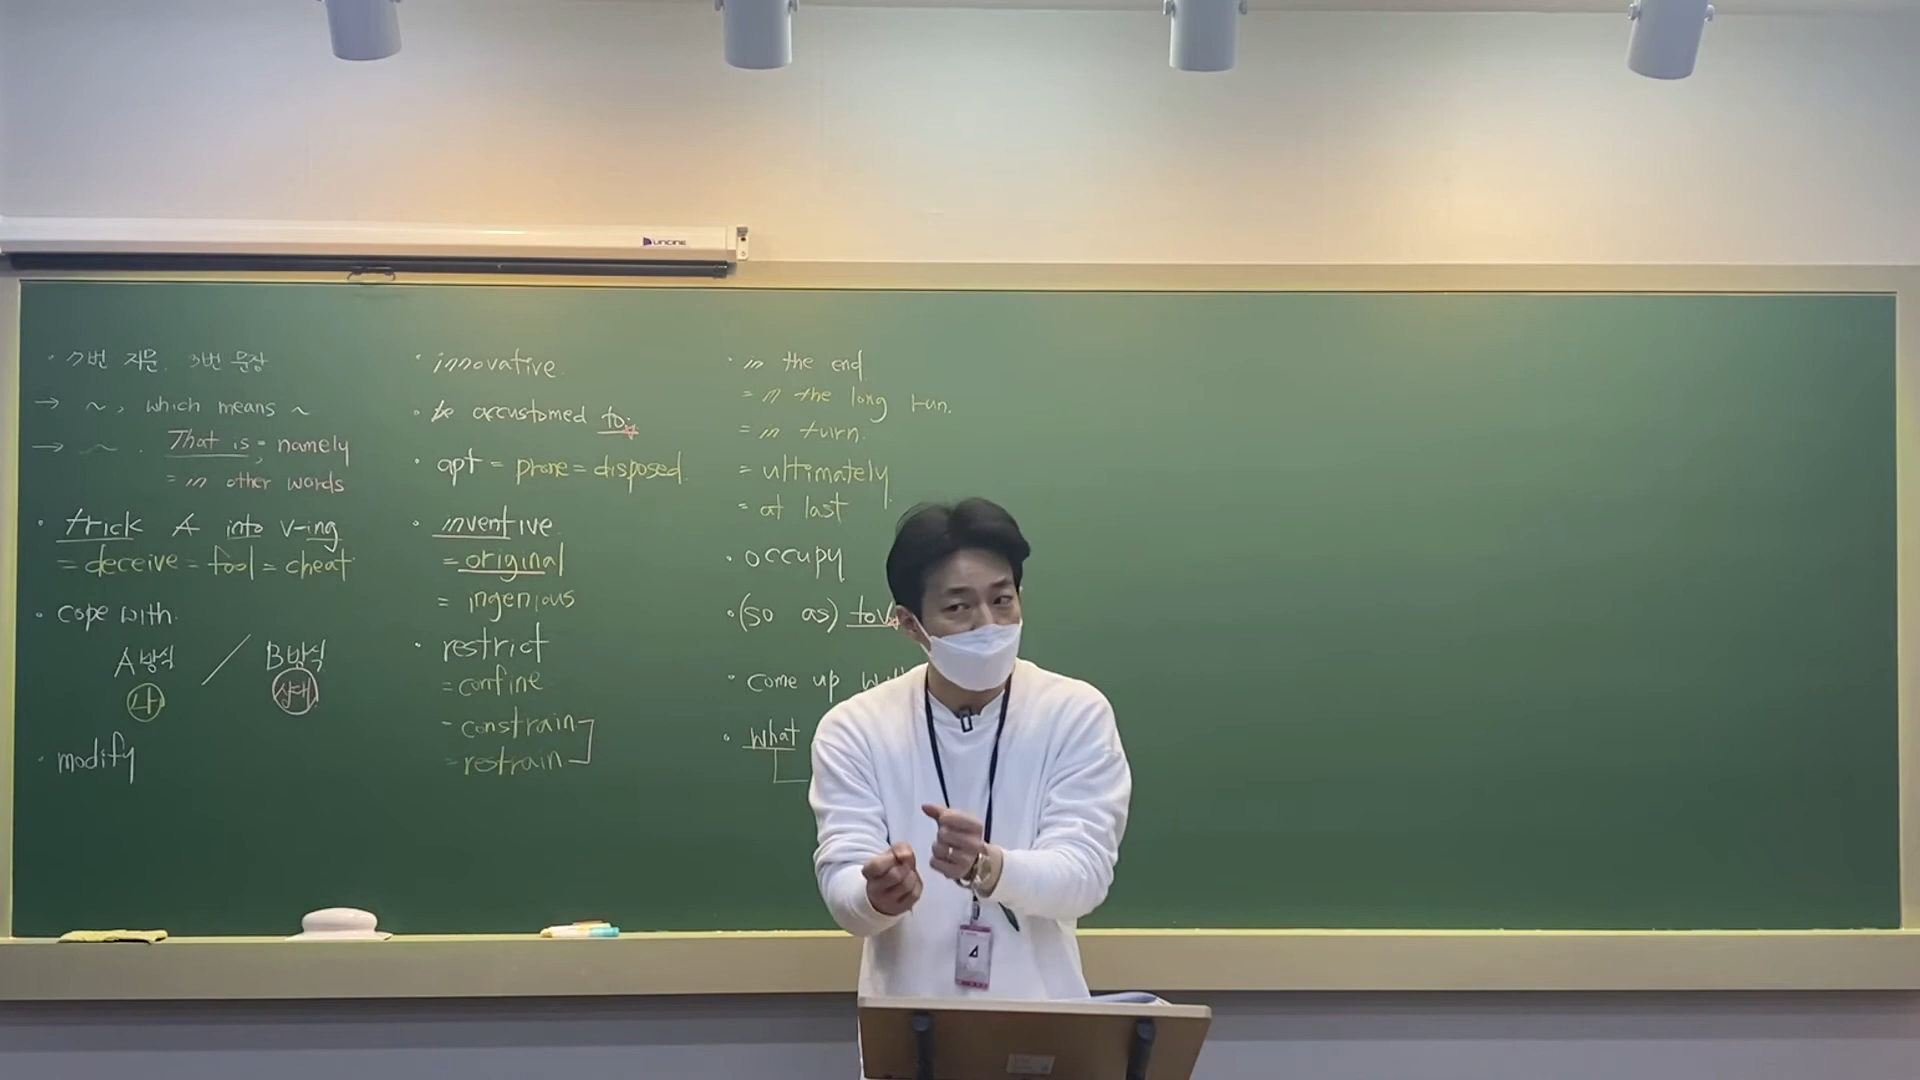 UNCINE
· 7번 지문. 3번 문장
→ ~, which means ~
→ ~. That is, = namely
= in other words
· trick A into v-ing
= deceive = fool = cheat
· cope with.
A방식 / B방식
나 상대
· modify
· innovative.
· be accustomed to:
· apt = prone = disposed.
· inventive.
= original
= ingenious
· restrict
= confine
- constrain
= restrain
· in the end.
= in the long run.
= in turn.
= ultimately
= at last
· occupy
· (so as) to v
· come up
· what